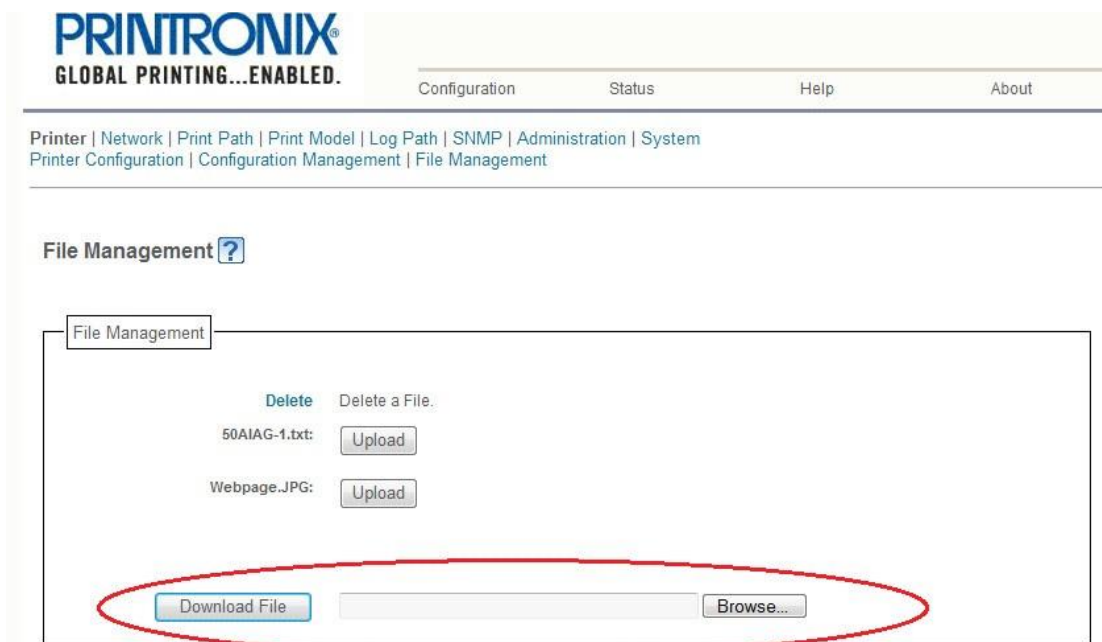 PRINTRONIX®
GLOBAL PRINTING...ENABLED.
Configuration Status Help About
Printer | Network | Print Path | Print Model | Log Path | SNMP | Administration | System
Printer Configuration | Configuration Management | File Management
File Management ?
File Management
Delete Delete a File.
50AIAG-1.txt: Upload
Webpage.JPG: Upload
Download File Browse...